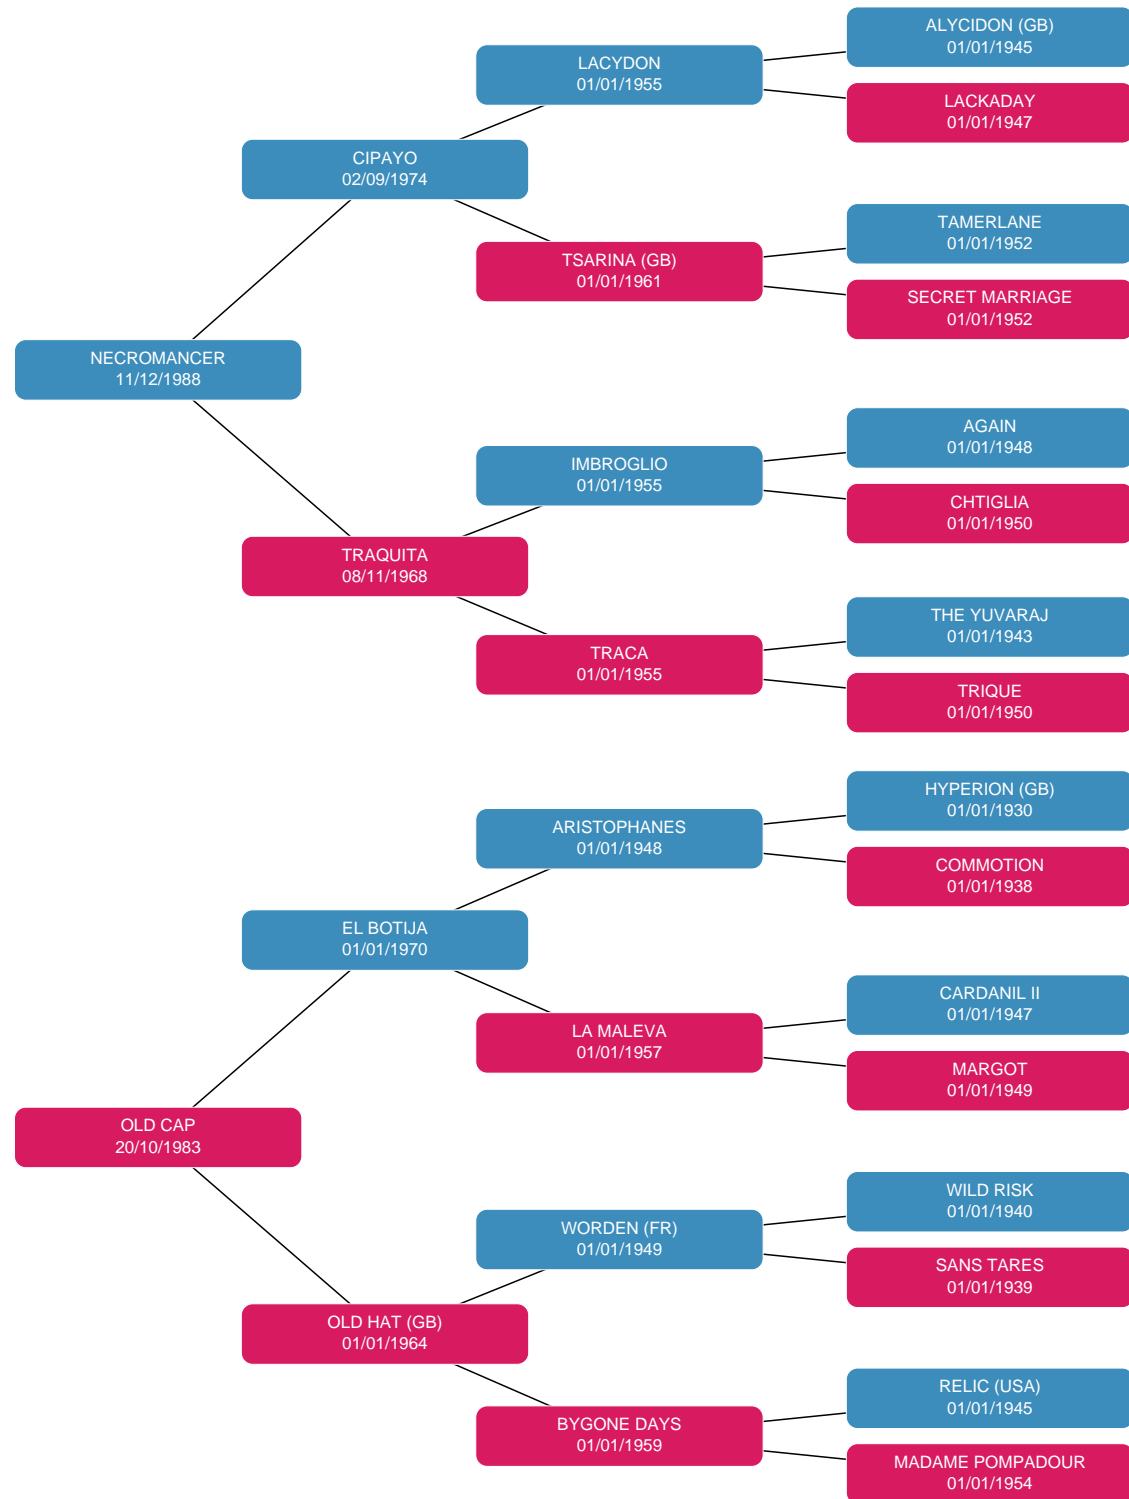 ALYCIDON (GB)
01/01/1945
LACYDON
01/01/1955
LACKADAY
01/01/1947
CIPAYO
02/09/1974
TAMERLANE
01/01/1952
TSARINA (GB)
01/01/1961
SECRET MARRIAGE
01/01/1952
NECROMANCER
11/12/1988
AGAIN
01/01/1948
IMBROGLIO
01/01/1955
CHTIGLIA
01/01/1950
TRAQUITA
08/11/1968
THE YUVARAJ
01/01/1943
TRACA
01/01/1955
TRIQUE
01/01/1950
HYPERION (GB)
01/01/1930
ARISTOPHANES
01/01/1948
COMMOTION
01/01/1938
EL BOTIJA
01/01/1970
CARDANIL II
01/01/1947
LA MALEVA
01/01/1957
MARGOT
01/01/1949
OLD CAP
20/10/1983
WILD RISK
01/01/1940
WORDEN (FR)
01/01/1949
SANS TARES
01/01/1939
OLD HAT (GB)
01/01/1964
RELIC (USA)
01/01/1945
BYGONE DAYS
01/01/1959
MADAME POMPADOUR
01/01/1954